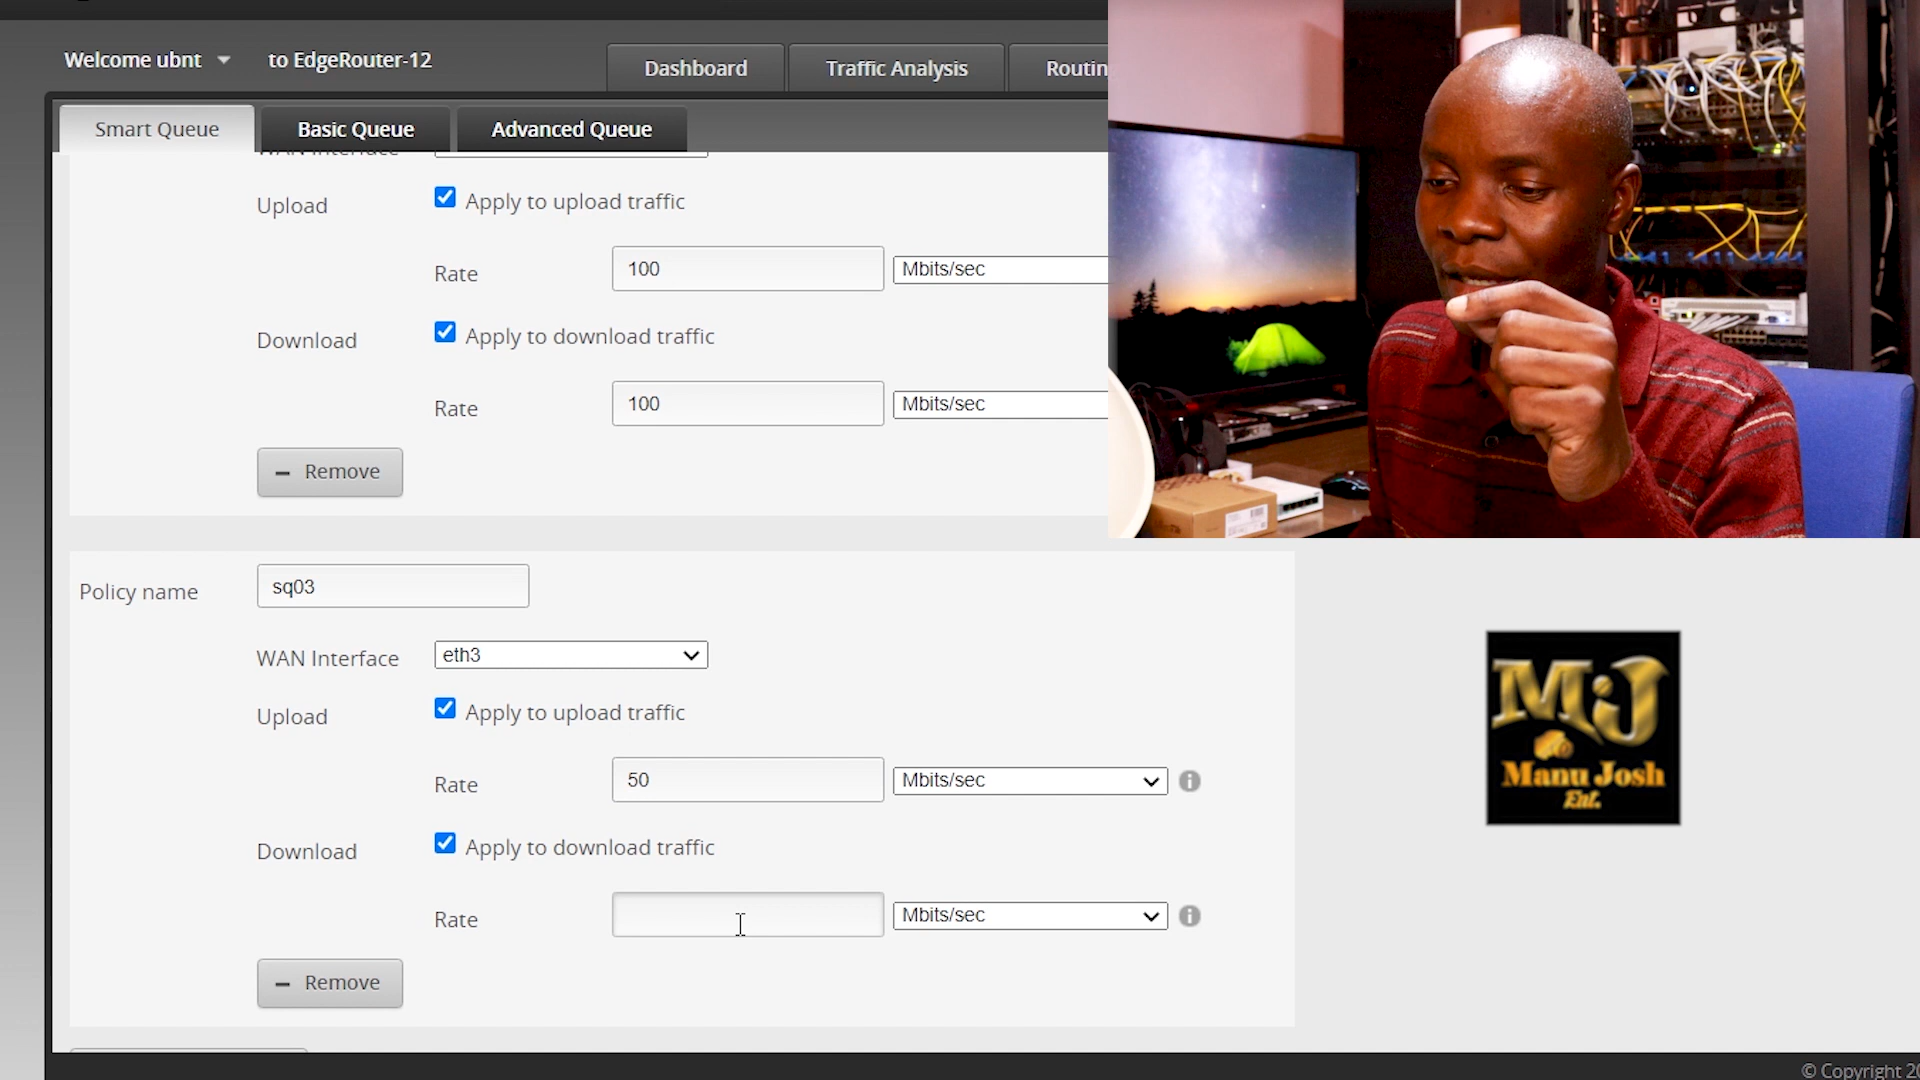 Welcome ubnt to EdgeRouter-12
Dashboard Traffic Analysis Routin
Smart Queue Basic Queue Advanced Queue
WAN Interface
Upload Apply to upload traffic
Rate 100 Mbits/sec
Download Apply to download traffic
Rate 100 Mbits/sec
Remove
Policy name sq03
WAN Interface eth3
Upload Apply to upload traffic
Rate 50 Mbits/sec
Download Apply to download traffic
Rate Mbits/sec
Remove
MJ
Manu Josh
Ent.
© Copyright 20